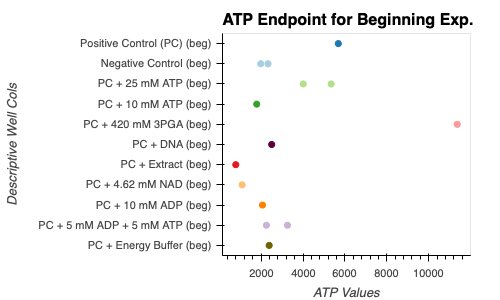 ATP Endpoint for Beginning Exp.
Descriptive Well Cols
Positive Control (PC) (beg)
Negative Control (beg)
PC + 25 mM ATP (beg)
PC + 10 mM ATP (beg)
PC + 420 mM 3PGA (beg)
PC + DNA (beg)
PC + Extract (beg)
PC + 4.62 mM NAD (beg)
PC + 10 mM ADP (beg)
PC + 5 mM ADP + 5 mM ATP (beg)
PC + Energy Buffer (beg)
2000 4000 6000 8000 10000
ATP Values